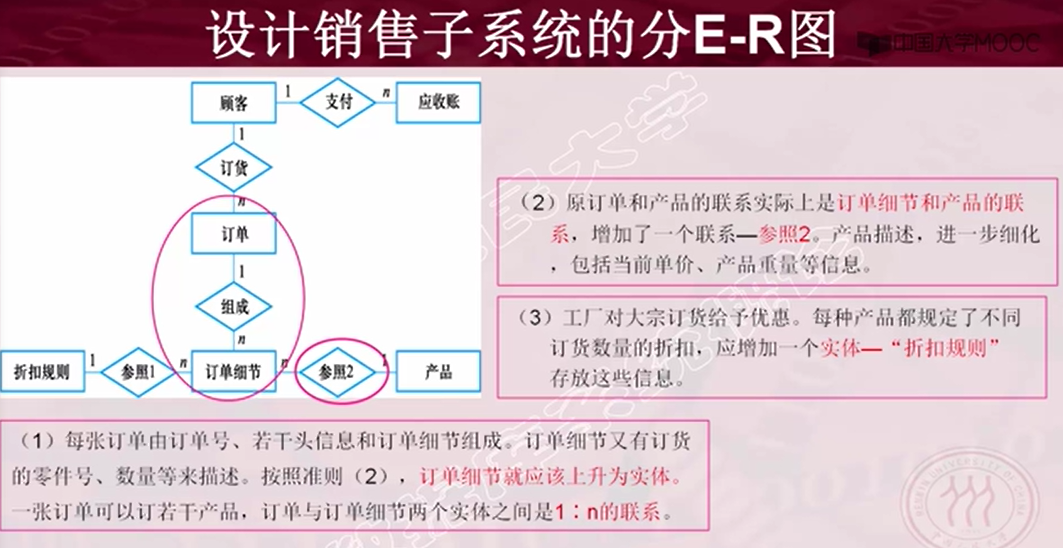 设计销售子系统的分E-R图
中国大学MOOC
顾客 1 支付 n 应收账
1
订货
n
订单
1
组成
n
折扣规则 1 参照1 n 订单细节 n 参照2 1 产品
(2)原订单和产品的联系实际上是订单细节和产品的联
系,增加了一个联系—参照2。产品描述,进一步细化
,包括当前单价、产品重量等信息。
(3)工厂对大宗订货给予优惠。每种产品都规定了不同
订货数量的折扣,应增加一个实体—“折扣规则”
存放这些信息。
(1)每张订单由订单号、若干头信息和订单细节组成。订单细节又有订货
的零件号、数量等来描述。按照准则(2),订单细节就应该上升为实体。
一张订单可以订若干产品,订单与订单细节两个实体之间是1∶n的联系。